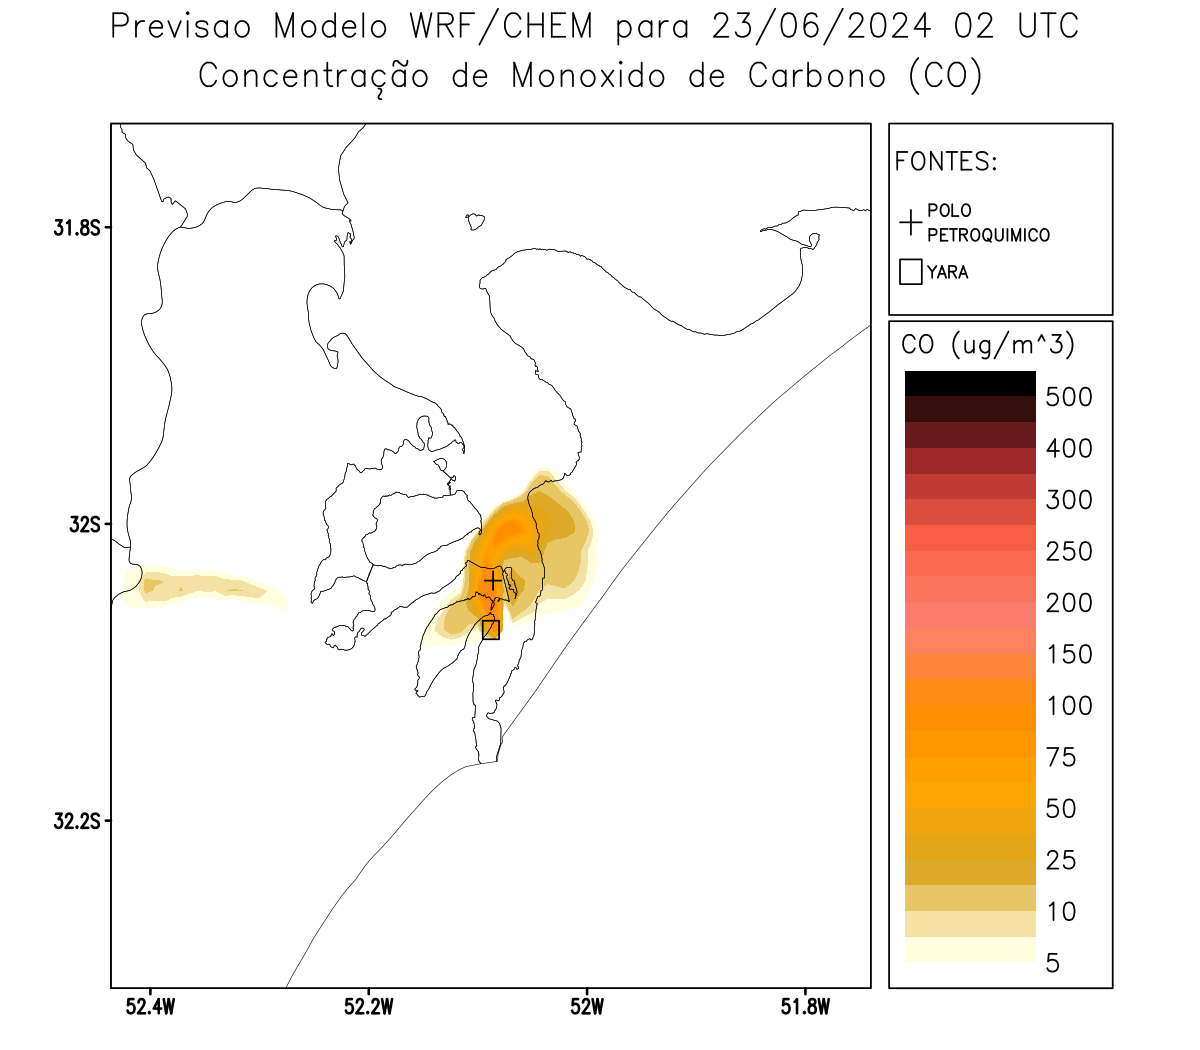 Previsao Modelo WRF/CHEM para 23/06/2024 02 UTC
Concentração de Monoxido de Carbono (CO)
FONTES:
POLO
PETROQUIMICO
YARA
CO (ug/m^3)
500
400
300
250
200
150
100
75
50
25
10
5
31.8S
32S
32.2S
52.4W
52.2W
52W
51.8W